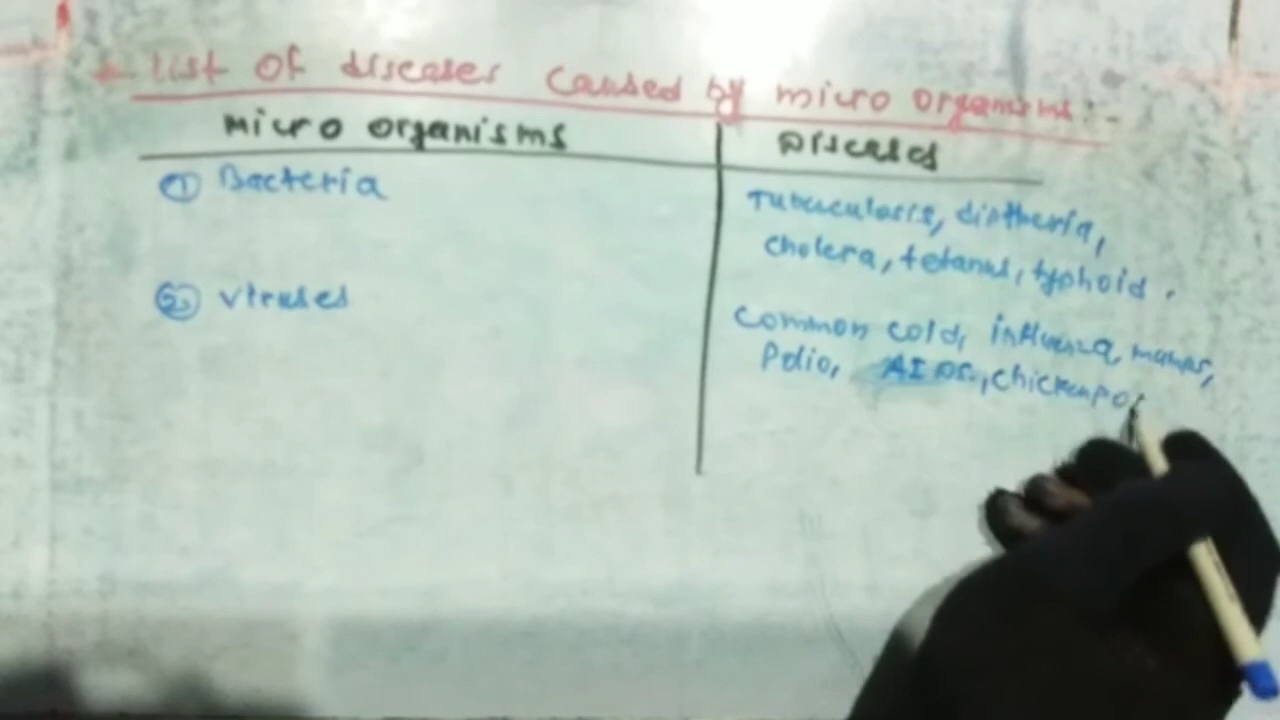 List of diseases caused by micro organisms:-
Micro organisms
Diseases
① Bacteria
Tuberculosis, diptheria,
cholera, tetanus, typhoid.
② Viruses
Common cold, influenza, mumps,
Polio, AIDS, chickenpox